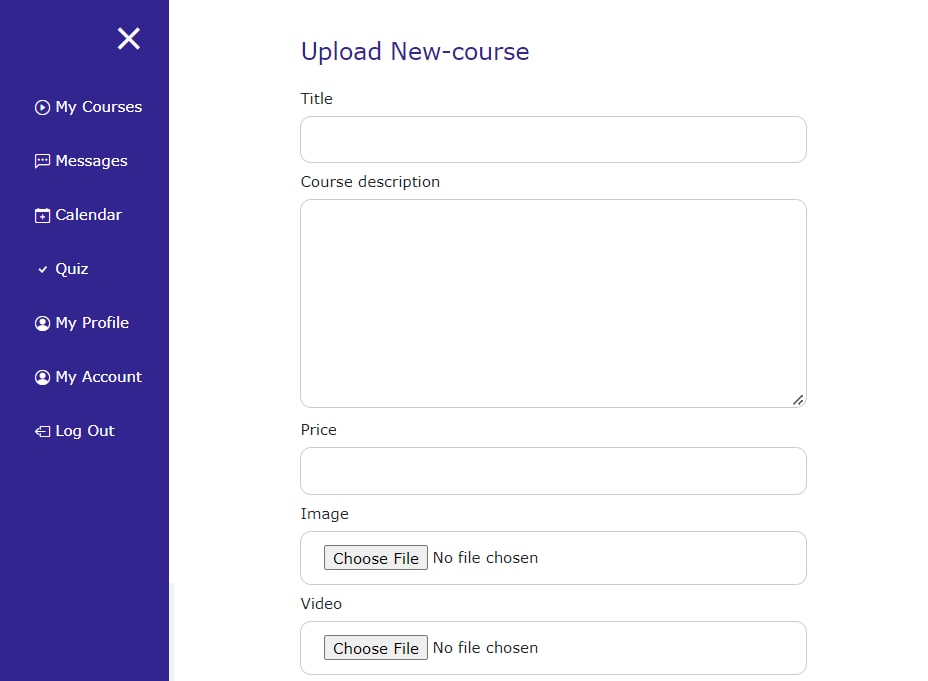 My Courses
Messages
Calendar
Quiz
My Profile
My Account
Log Out
Upload New-course
Title
Course description
Price
Image
Choose File No file chosen
Video
Choose File No file chosen